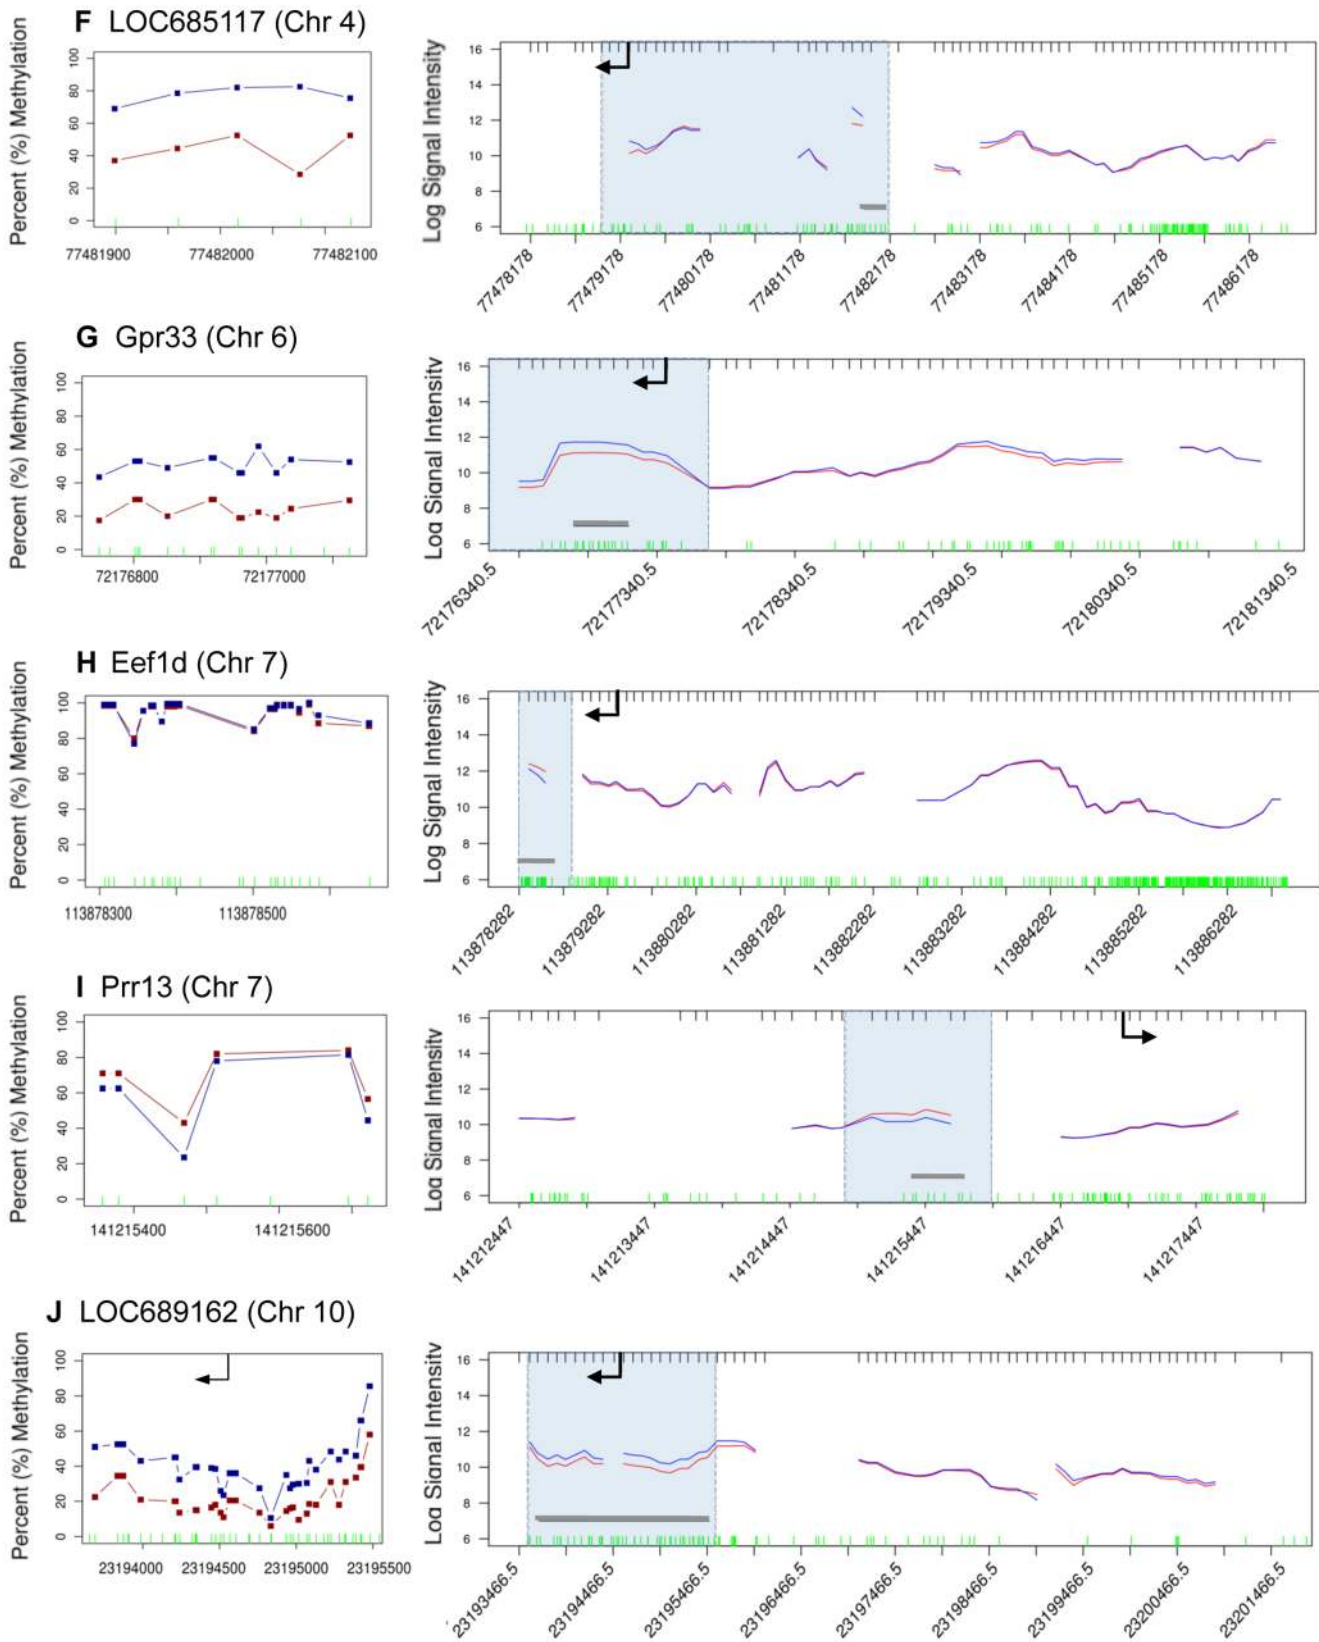 F LOC685117 (Chr 4)
Percent (%) Methylation
0 20 40 60 80 100
77481900 77482000 77482100
Log Signal Intensity
6 8 10 12 14 16
77478178 77479178 77480178 77481178 77482178 77483178 77484178 77485178 77486178
G Gpr33 (Chr 6)
Percent (%) Methylation
0 20 40 60 80 100
72176800 72177000
Log Signal Intensity
6 8 10 12 14 16
72176340.5 72177340.5 72178340.5 72179340.5 72180340.5 72181340.5
H Eef1d (Chr 7)
Percent (%) Methylation
0 20 40 60 80 100
113878300 113878500
Log Signal Intensity
6 8 10 12 14 16
113878282 113879282 113880282 113881282 113882282 113883282 113884282 113885282 113886282
I Prr13 (Chr 7)
Percent (%) Methylation
0 20 40 60 80 100
141215400 141215600
Log Signal Intensity
6 8 10 12 14 16
141212447 141213447 141214447 141215447 141216447 141217447
J LOC689162 (Chr 10)
Percent (%) Methylation
0 20 40 60 80 100
23194000 23194500 23195000 23195500
Log Signal Intensity
6 8 10 12 14 16
23193466.5 23194466.5 23195466.5 23196466.5 23197466.5 23198466.5 23199466.5 23200466.5 23201466.5